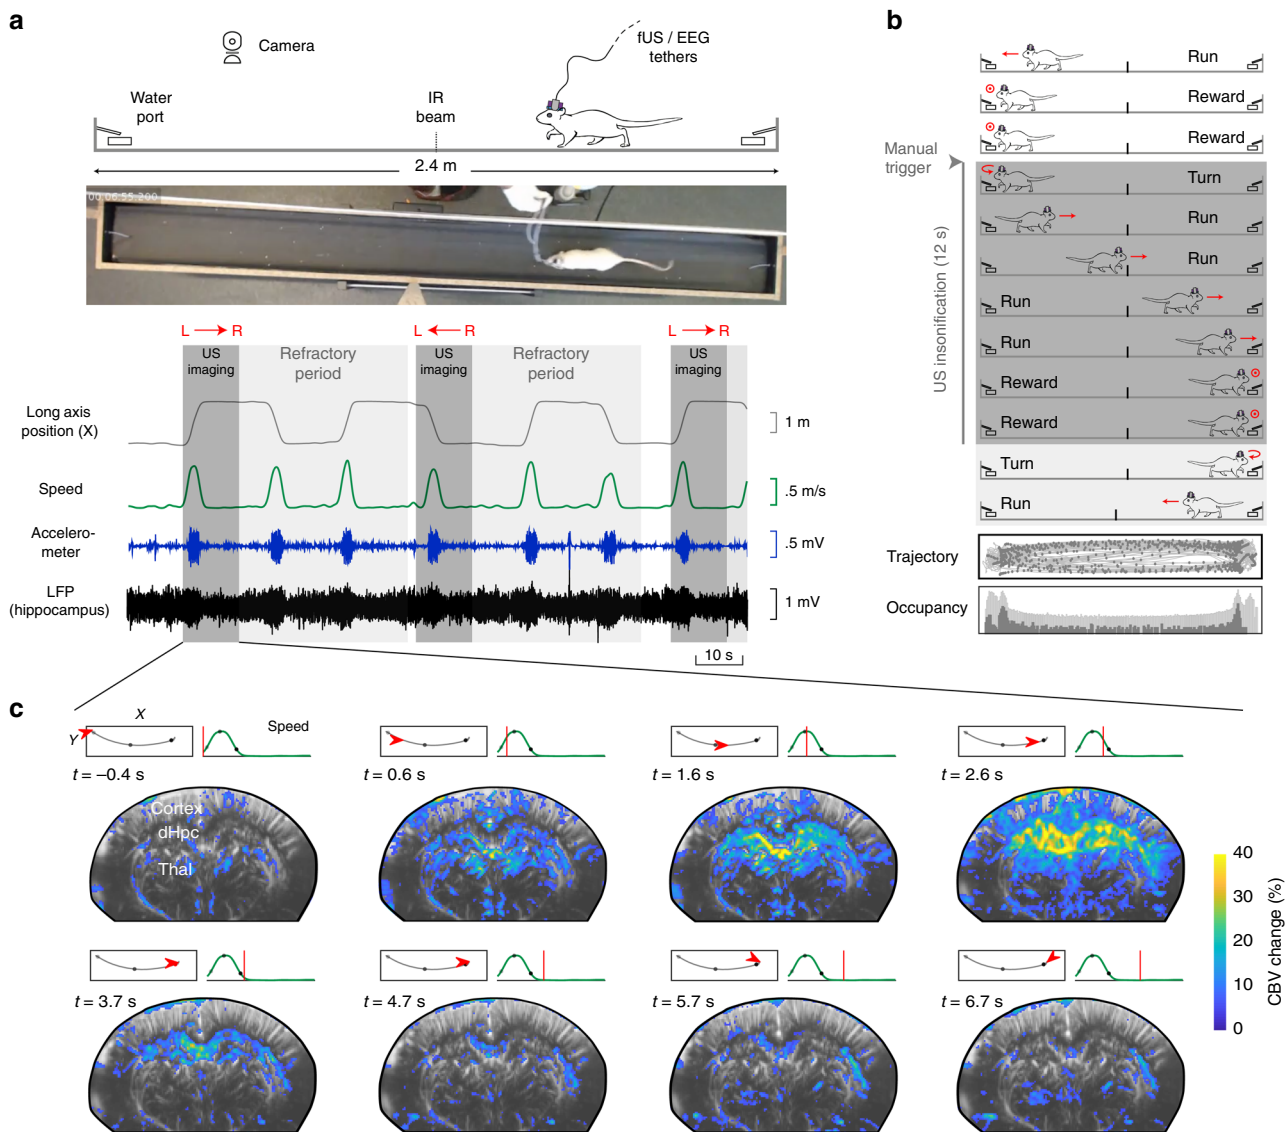 a
Camera
fUS / EEG
tethers
Water
port
IR
beam
2.4 m
00:06:55:200
L R
L R
L R
US
imaging
Refractory
period
US
imaging
Refractory
period
US
imaging
Long axis
position (X)
1 m
Speed
.5 m/s
Accelero-
meter
.5 mV
LFP
(hippocampus)
1 mV
10 s
b
Run
Reward
Reward
Manual
trigger
Turn
Run
Run
Run
Run
Reward
Reward
Turn
Run
US insonification (12 s)
Trajectory
Occupancy
c
X
Y
Speed
t = –0.4 s
t = 0.6 s
t = 1.6 s
t = 2.6 s
Cortex
dHpc
Thal
t = 3.7 s
t = 4.7 s
t = 5.7 s
t = 6.7 s
40
30
20
10
0
CBV change (%)